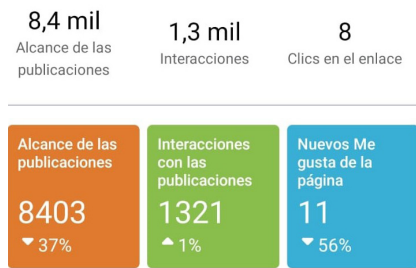 8,4 mil
Alcance de las
publicaciones
1,3 mil
Interacciones
8
Clics en el enlace
Alcance de las
publicaciones
8403
37%
Interacciones
con las
publicaciones
1321
1%
Nuevos Me
gusta de la
página
11
56%